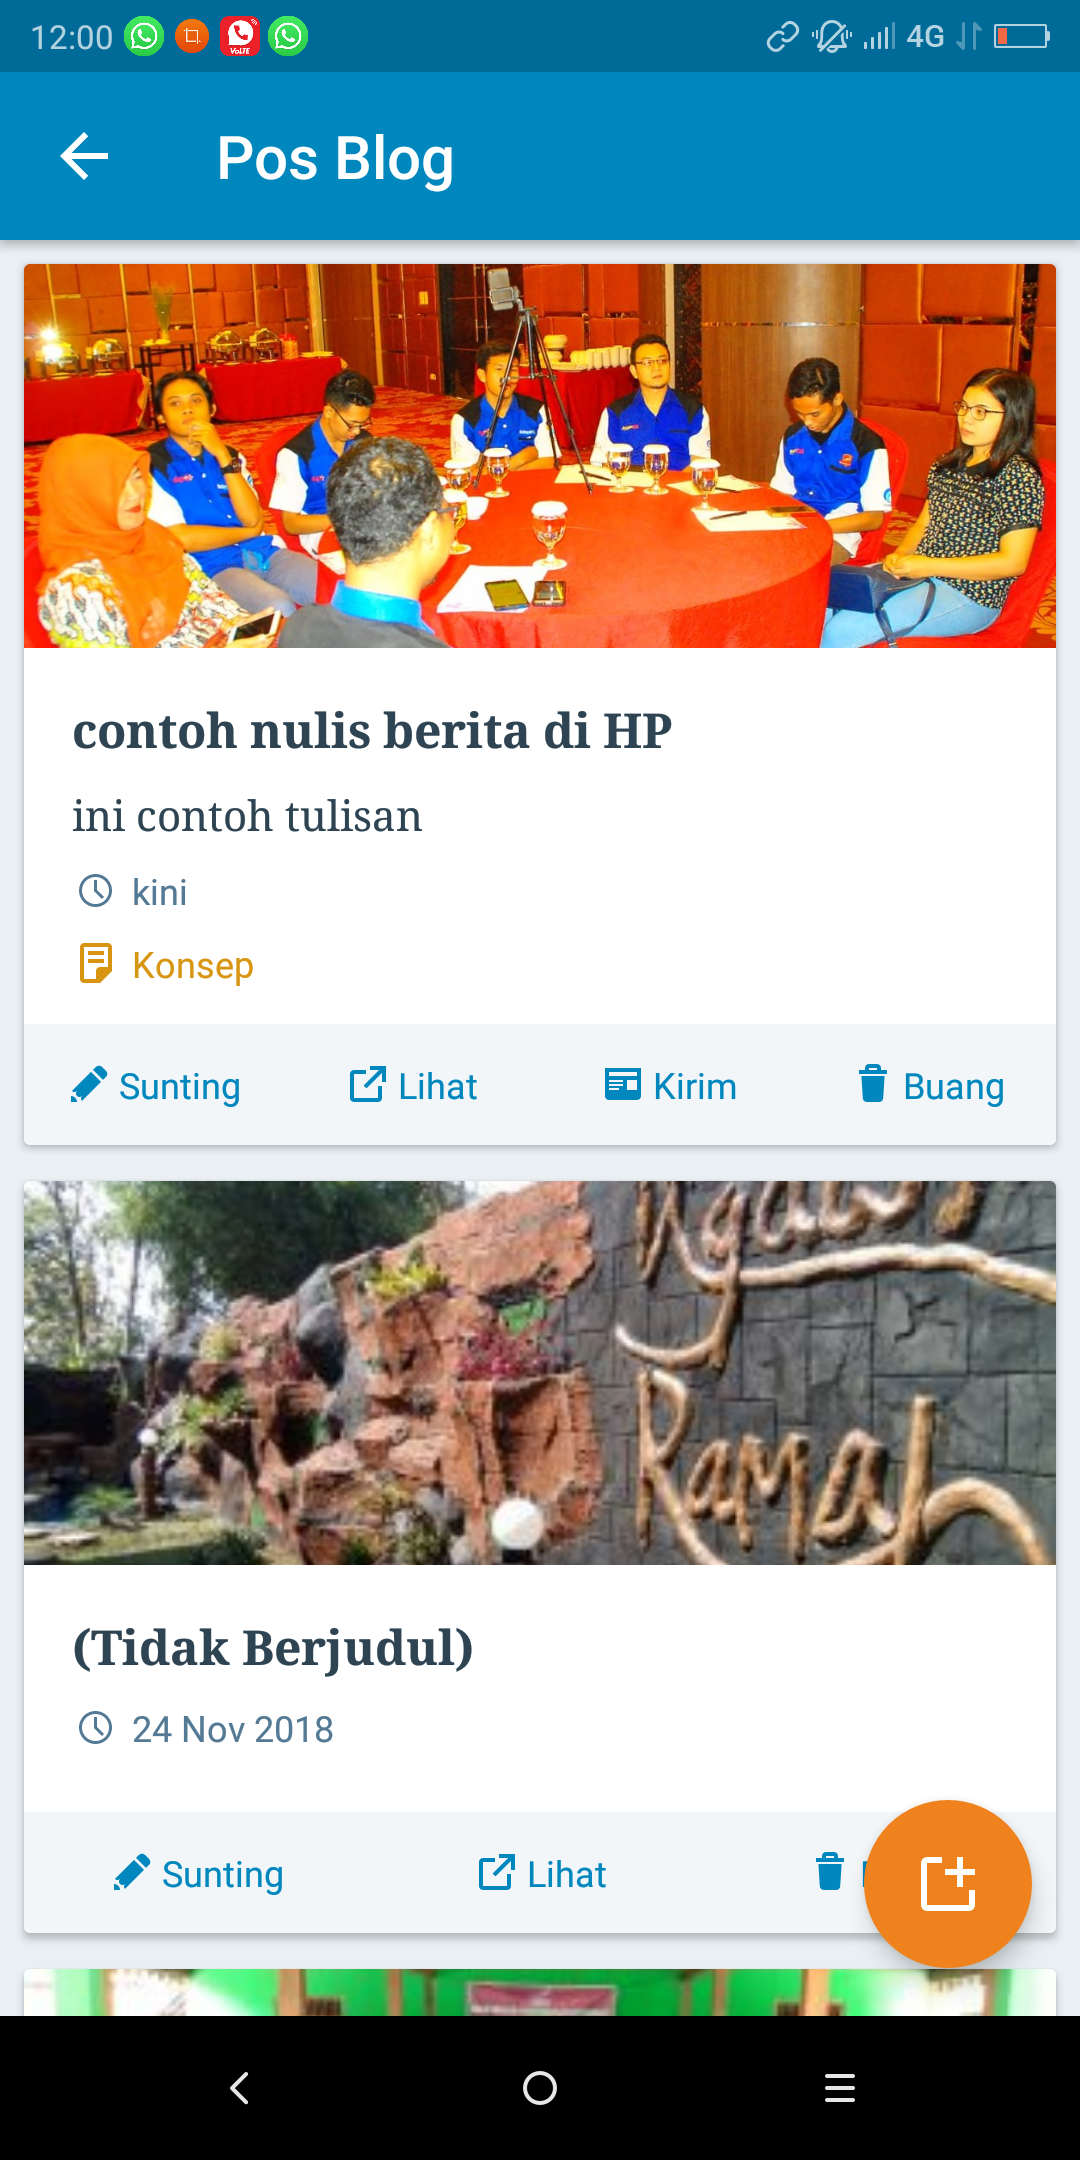 12:00
VoLTE
4G
Pos Blog
contoh nulis berita di HP
ini contoh tulisan
kini
Konsep
Sunting Lihat Kirim Buang
Ramah
(Tidak Berjudul)
24 Nov 2018
Sunting Lihat